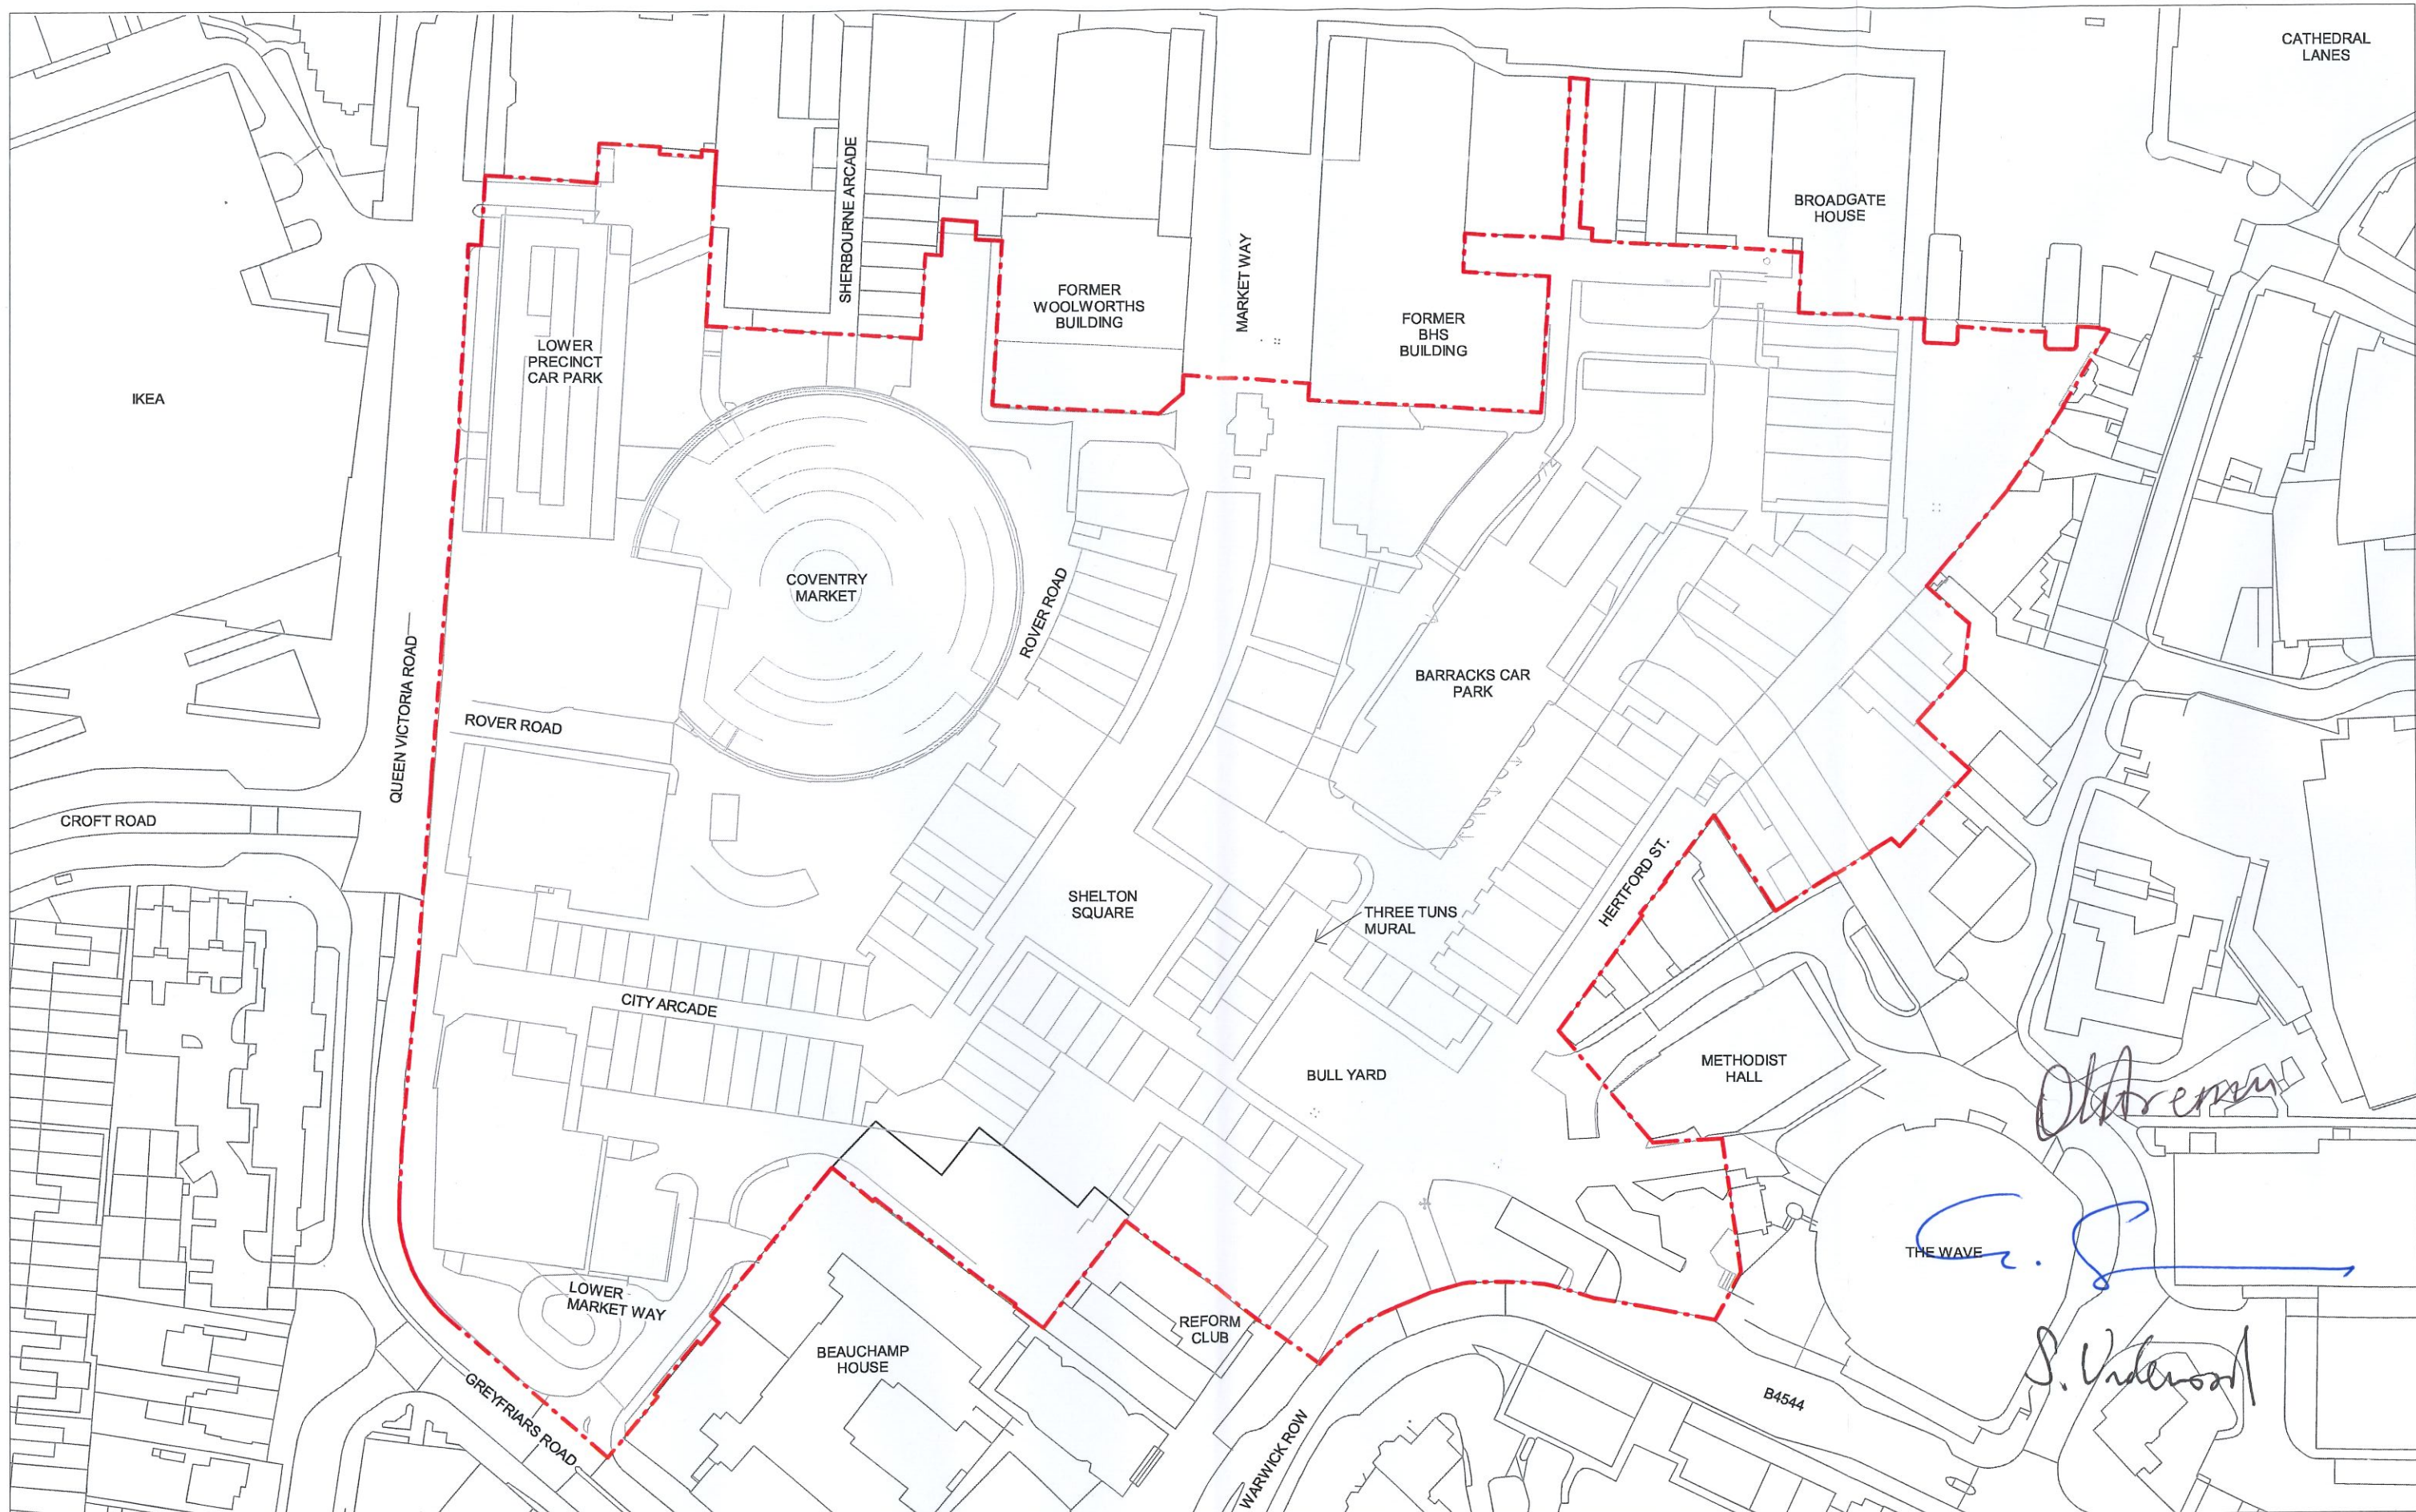 CATHEDRAL
LANES
SHERBOURNE ARCADE
BROADGATE
HOUSE
MARKET WAY
FORMER
WOOLWORTHS
BUILDING
FORMER
BHS
BUILDING
LOWER
PRECINCT
CAR PARK
IKEA
COVENTRY
MARKET
ROVER ROAD
BARRACKS CAR
PARK
QUEEN VICTORIA ROAD
ROVER ROAD
CROFT ROAD
HERTFORD ST.
SHELTON
SQUARE
THREE TUNS
MURAL
CITY ARCADE
METHODIST
HALL
BULL YARD
THE WAVE
LOWER
MARKET WAY
REFORM
CLUB
BEAUCHAMP
HOUSE
S. Underwood
B4544
GREYFRIARS ROAD
WARWICK ROW